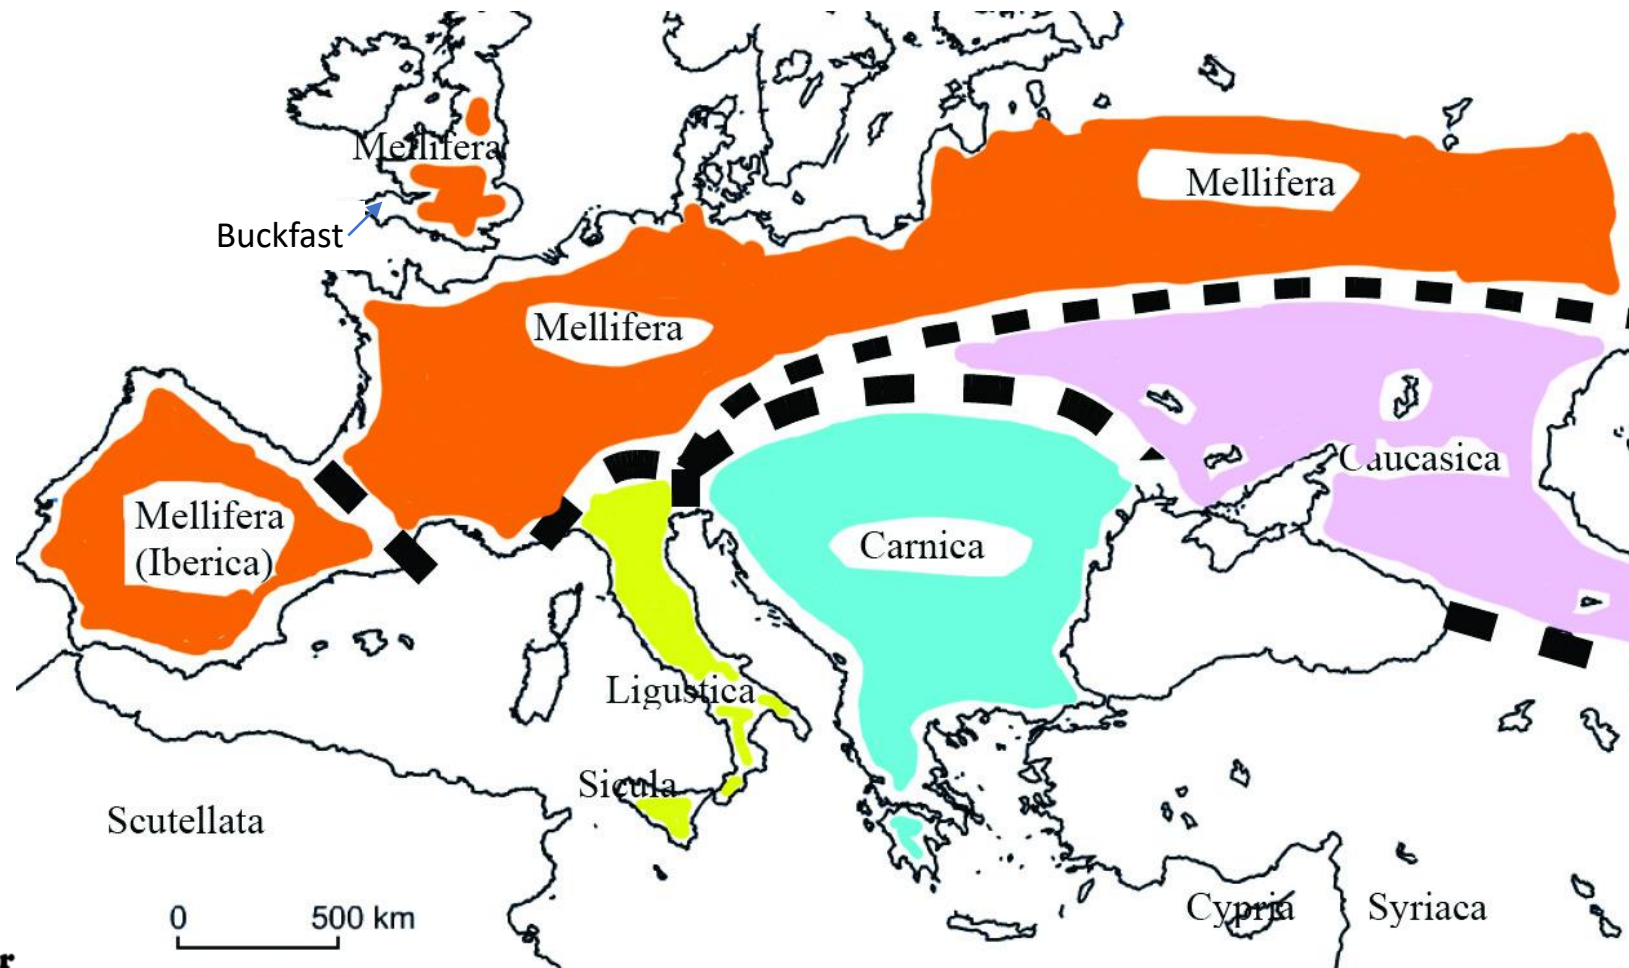 Mellifera
Mellifera
Buckfast
Mellifera
Caucasica
Mellifera
(Iberica)
Carnica
Ligustica
Sicula
Scutellata
Cypria
Syriaca
0 500 km
r